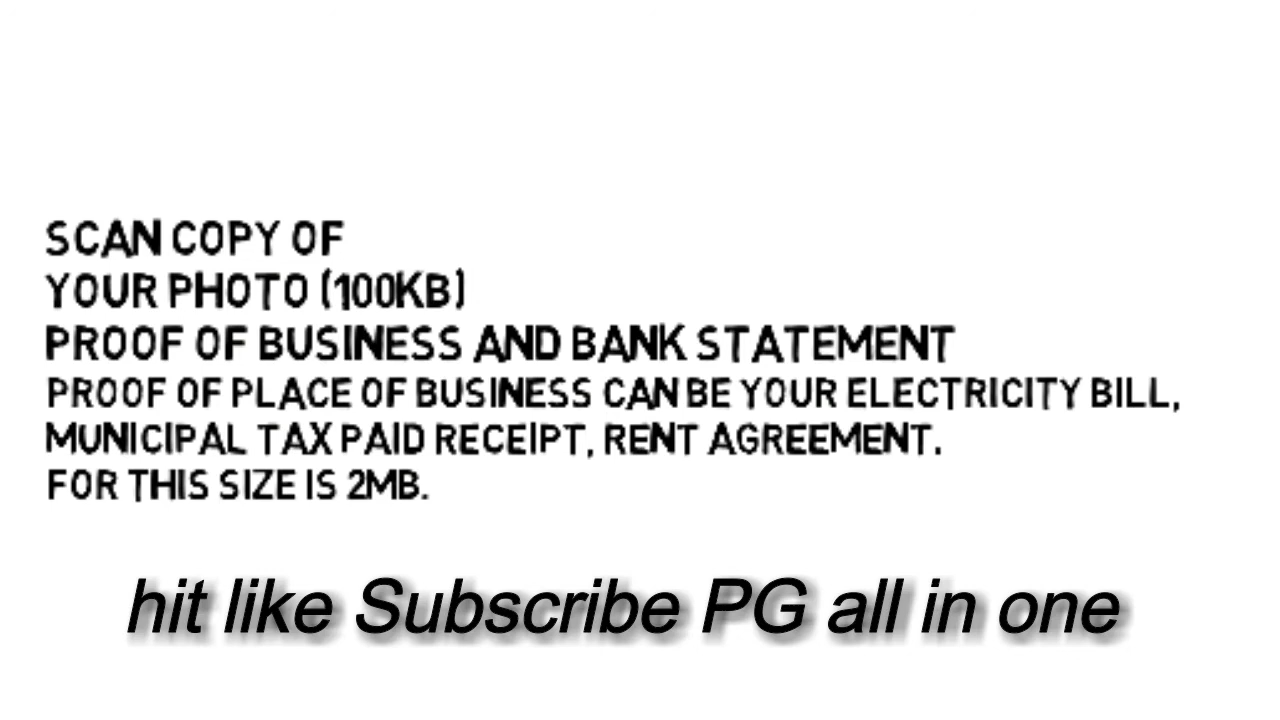 SCAN COPY OF
YOUR PHOTO (100KB)
PROOF OF BUSINESS AND BANK STATEMENT
PROOF OF PLACE OF BUSINESS CAN BE YOUR ELECTRICITY BILL,
MUNICIPAL TAX PAID RECEIPT, RENT AGREEMENT.
FOR THIS SIZE IS 2MB.
hit like Subscribe PG all in one